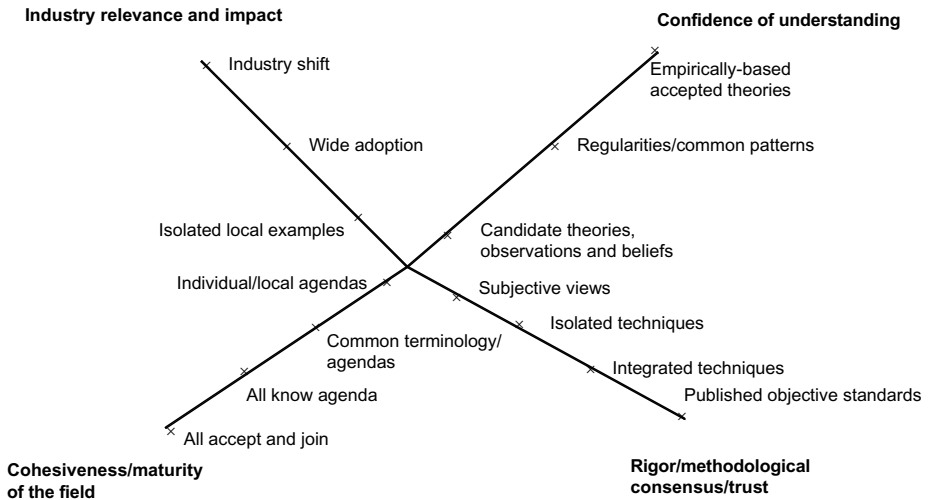 Industry relevance and impact
Confidence of understanding
Industry shift
Empirically-based
accepted theories
Wide adoption
Regularities/common patterns
Isolated local examples
Candidate theories,
observations and beliefs
Individual/local agendas
Subjective views
Isolated techniques
Common terminology/
agendas
Integrated techniques
All know agenda
Published objective standards
All accept and join
Cohesiveness/maturity
of the field
Rigor/methodological
consensus/trust